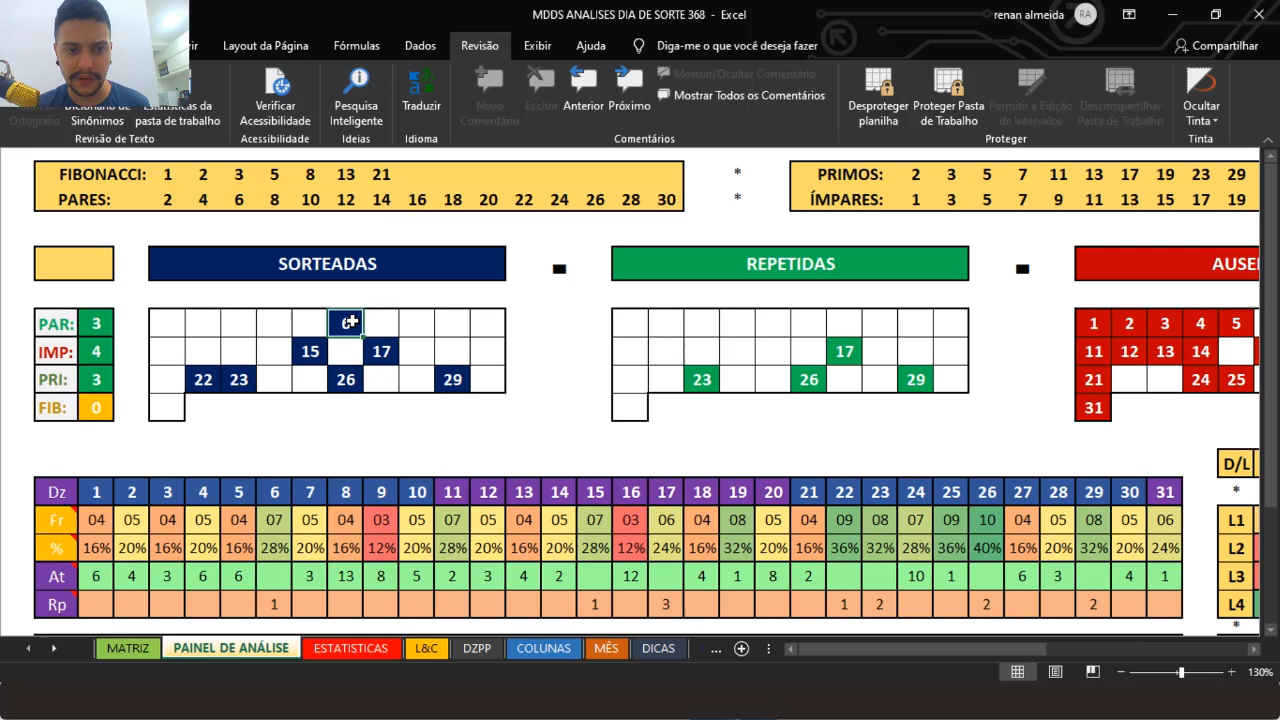 MDDS ANALISES DIA DE SORTE 368 - Excel
renan almeida
RA
Layout da Página Fórmulas Dados Revisão Exibir Ajuda Diga-me o que você deseja fazer Compartilhar
Ortografia
Dicionário de Sinônimos
Estatísticas da pasta de trabalho
Revisão de Texto
Verificar Acessibilidade
Acessibilidade
Pesquisa Inteligente
Ideias
Traduzir
Idioma
Novo Comentário
Excluir
Anterior
Próximo
Mostrar/Ocultar Comentário
Mostrar Todos os Comentários
Comentários
Desproteger planilha
Proteger Pasta de Trabalho
Permitir a Edição de Intervalos
Descompartilhar Pasta de Trabalho
Proteger
Ocultar Tinta
Tinta
FIBONACCI: 1 2 3 5 8 13 21 * PRIMOS: 2 3 5 7 11 13 17 19 23 29
PARES: 2 4 6 8 10 12 14 16 18 20 22 24 26 28 30 * ÍMPARES: 1 3 5 7 9 11 13 15 17 19
SORTEADAS - REPETIDAS - AUSE
PAR: 3 6 1 2 3 4 5
IMP: 4 15 17 17 11 12 13 14
PRI: 3 22 23 26 29 23 26 29 21 24 25
FIB: 0 31
D/L
Dz 1 2 3 4 5 6 7 8 9 10 11 12 13 14 15 16 17 18 19 20 21 22 23 24 25 26 27 28 29 30 31 *
Fr 04 05 04 05 04 07 05 04 03 05 07 05 04 05 07 03 06 04 08 05 04 09 08 07 09 10 04 05 08 05 06 L1
% 16% 20% 16% 20% 16% 28% 20% 16% 12% 20% 28% 20% 16% 20% 28% 12% 24% 16% 32% 20% 16% 36% 32% 28% 36% 40% 16% 20% 32% 20% 24% L2
At 6 4 3 6 6 3 13 8 5 2 3 4 2 12 4 1 8 2 10 1 6 3 4 1 L3
Rp 1 1 3 1 2 2 2 L4
*
MATRIZ PAINEL DE ANÁLISE ESTATISTICAS L&C DZPP COLUNAS MÊS DICAS ...
130%